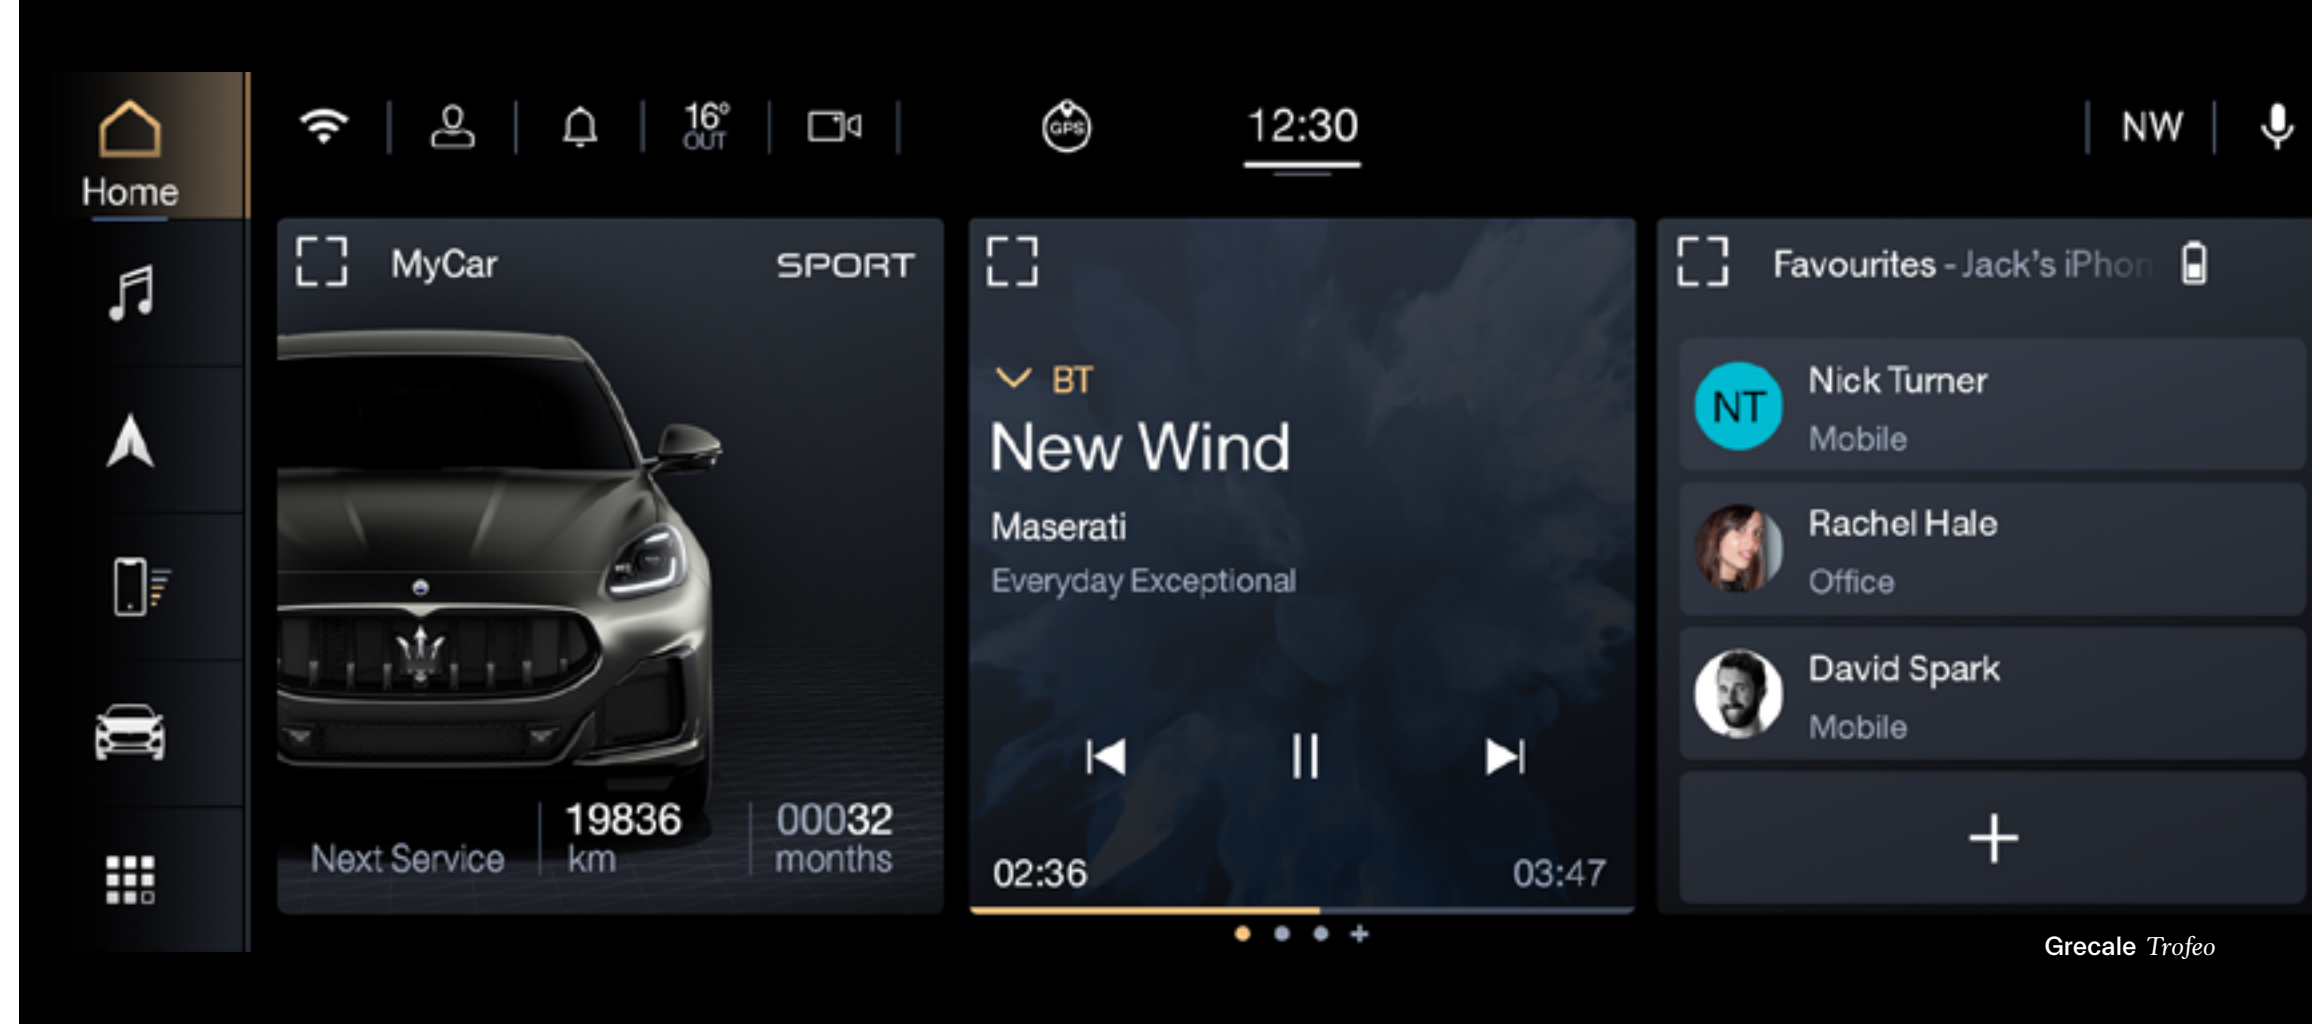 Home
16°
OUT
GPS
12:30
NW
MyCar
SPORT
Next Service
19836
km
00032
months
BT
New Wind
Maserati
Everyday Exceptional
02:36
03:47
Favourites - Jack's iPhon
NT
Nick Turner
Mobile
Rachel Hale
Office
David Spark
Mobile
Grecale Trofeo